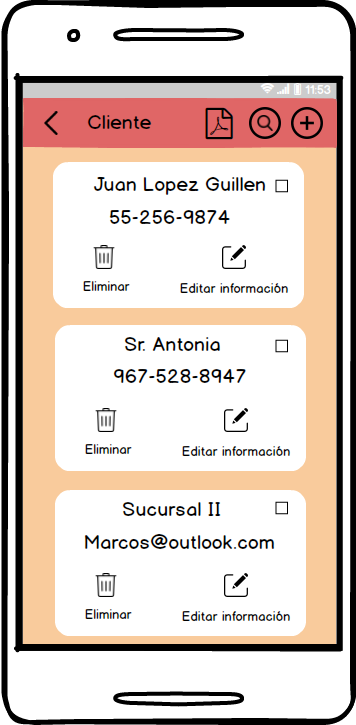 11:53
Cliente
Juan Lopez Guillen
55-256-9874
Eliminar
Editar información
Sr. Antonia
967-528-8947
Eliminar
Editar información
Sucursal II
Marcos@outlook.com
Eliminar
Editar información